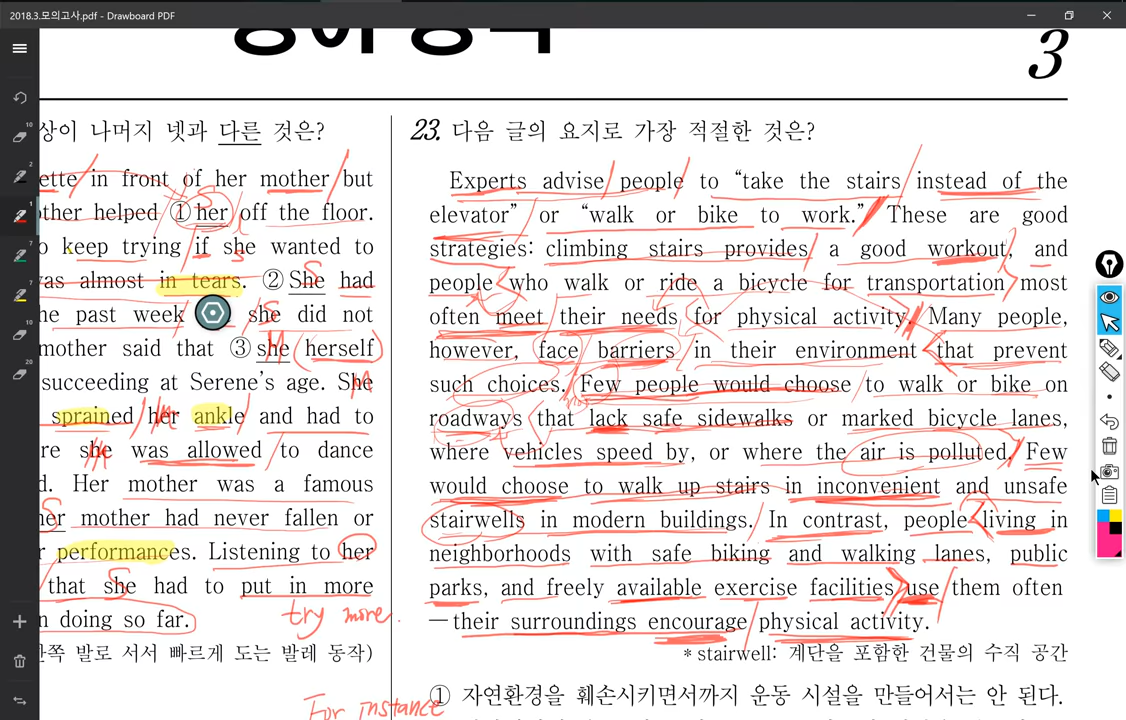 2018.3.모의고사.pdf - Drawboard PDF
3
상이 나머지 넷과 다른 것은?
ette in front of her mother but
other helped ① her off the floor.
o keep trying if she wanted to
was almost in tears. ② She had
he past week she did not
mother said that ③ she (herself)
succeeding at Serene's age. She
sprained her ankle and had to
re she was allowed to dance
d. Her mother was a famous
her mother had never fallen or
r performances. Listening to her
that she had to put in more
try more.
n doing so far.
한쪽 발로 서서 빠르게 도는 발레 동작)
For instance
23. 다음 글의 요지로 가장 적절한 것은?
Experts advise people to “take the stairs instead of the
elevator” or “walk or bike to work.” These are good
strategies: climbing stairs provides a good workout, and
people who walk or ride a bicycle for transportation most
often meet their needs for physical activity. Many people,
however, face barriers in their environment that prevent
such choices. Few people would choose to walk or bike on
roadways that lack safe sidewalks or marked bicycle lanes,
where vehicles speed by, or where the air is polluted. Few
would choose to walk up stairs in inconvenient and unsafe
stairwells in modern buildings. In contrast, people living in
neighborhoods with safe biking and walking lanes, public
parks, and freely available exercise facilities use them often
—their surroundings encourage physical activity.
* stairwell: 계단을 포함한 건물의 수직 공간
① 자연환경을 훼손시키면서까지 운동 시설을 만들어서는 안 된다.